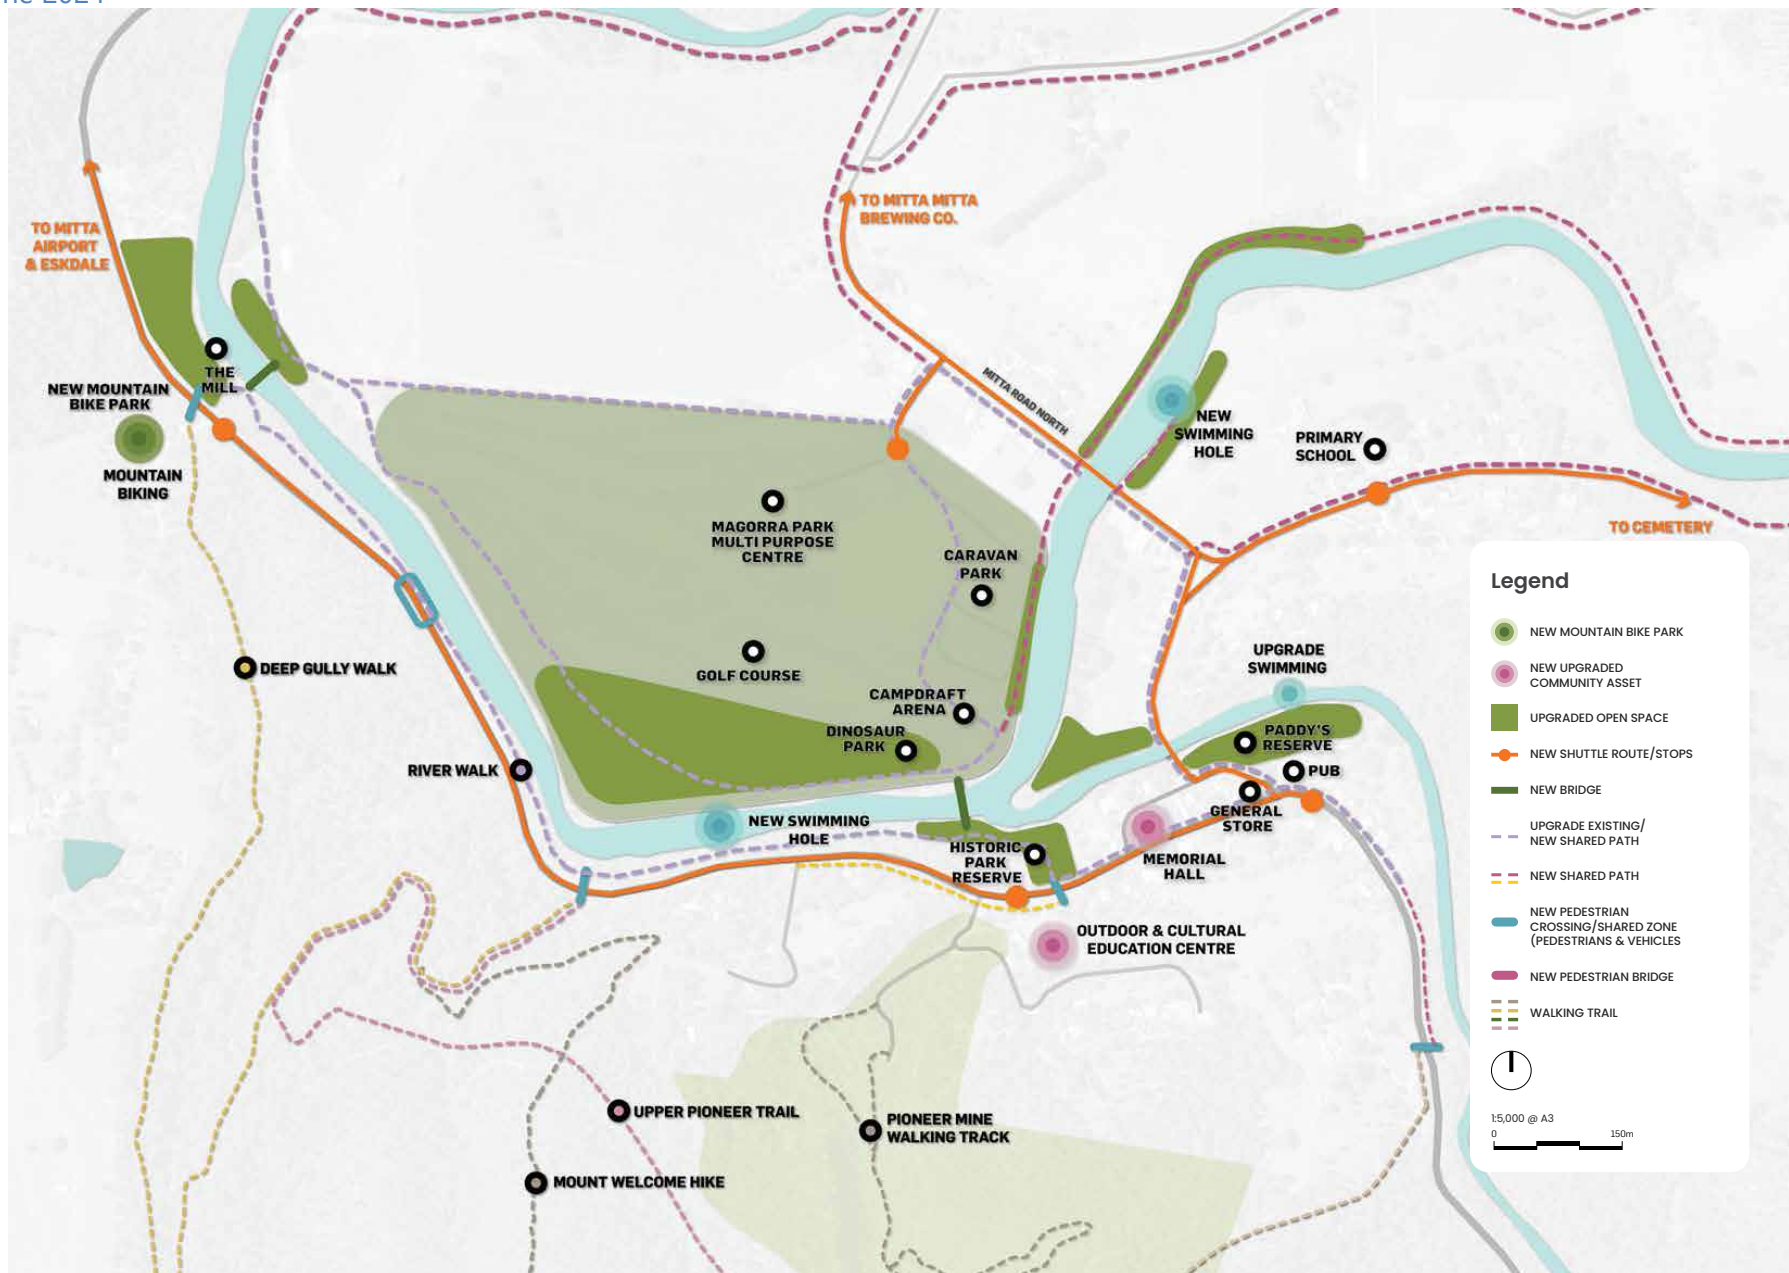 TO MITTA MITTA
BREWING CO.
TO MITTA
AIRPORT
& ESKDALE
THE
MILL
NEW MOUNTAIN
BIKE PARK
MOUNTAIN
BIKING
MITTA ROAD NORTH
NEW
SWIMMING
HOLE
PRIMARY
SCHOOL
TO CEMETERY
MAGORRA PARK
MULTI PURPOSE
CENTRE
CARAVAN
PARK
DEEP GULLY WALK
GOLF COURSE
UPGRADE
SWIMMING
CAMPDRAFT
ARENA
DINOSAUR
PARK
PADDY'S
RESERVE
RIVER WALK
PUB
GENERAL
STORE
NEW SWIMMING
HOLE
HISTORIC
PARK
RESERVE
MEMORIAL
HALL
OUTDOOR & CULTURAL
EDUCATION CENTRE
UPPER PIONEER TRAIL
PIONEER MINE
WALKING TRACK
MOUNT WELCOME HIKE
Legend
NEW MOUNTAIN BIKE PARK
NEW UPGRADED
COMMUNITY ASSET
UPGRADED OPEN SPACE
NEW SHUTTLE ROUTE/STOPS
NEW BRIDGE
UPGRADE EXISTING/
NEW SHARED PATH
NEW SHARED PATH
NEW PEDESTRIAN
CROSSING/SHARED ZONE
(PEDESTRIANS & VEHICLES
NEW PEDESTRIAN BRIDGE
WALKING TRAIL
1:5,000 @ A3
0 150m